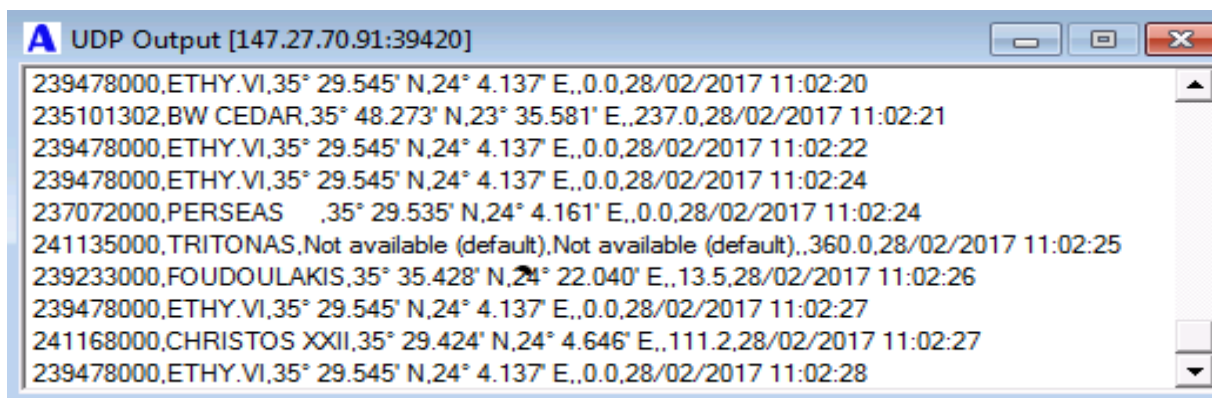 A UDP Output [147.27.70.91:39420]
239478000,ETHY.VI,35° 29.545' N,24° 4.137' E,,0.0,28/02/2017 11:02:20
235101302,BW CEDAR,35° 48.273' N,23° 35.581' E,,237.0,28/02/2017 11:02:21
239478000,ETHY.VI,35° 29.545' N,24° 4.137' E,,0.0,28/02/2017 11:02:22
239478000,ETHY.VI,35° 29.545' N,24° 4.137' E,,0.0,28/02/2017 11:02:24
237072000,PERSEAS    ,35° 29.535' N,24° 4.161' E,,0.0,28/02/2017 11:02:24
241135000,TRITONAS,Not available (default),Not available (default),,360.0,28/02/2017 11:02:25
239233000,FOUDOULAKIS,35° 35.428' N,24° 22.040' E,,13.5,28/02/2017 11:02:26
239478000,ETHY.VI,35° 29.545' N,24° 4.137' E,,0.0,28/02/2017 11:02:27
241168000,CHRISTOS XXII,35° 29.424' N,24° 4.646' E,,111.2,28/02/2017 11:02:27
239478000,ETHY.VI,35° 29.545' N,24° 4.137' E,,0.0,28/02/2017 11:02:28